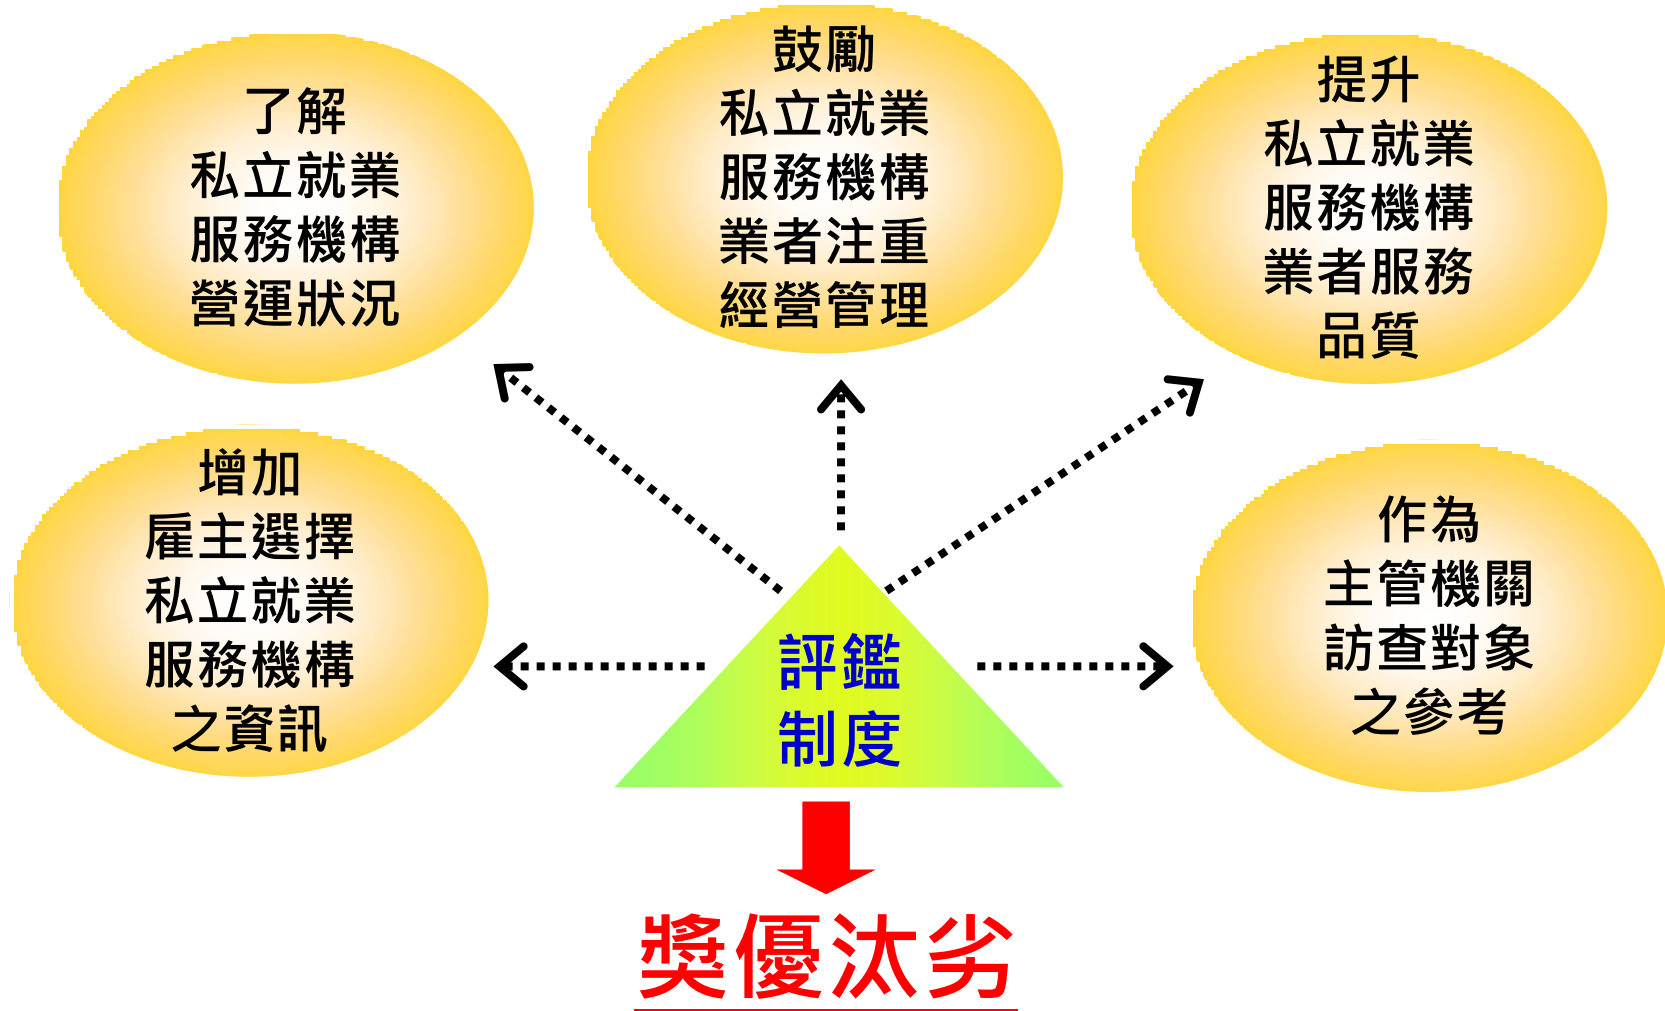 了解
私立就業
服務機構
營運狀況
鼓勵
私立就業
服務機構
業者注重
經營管理
提升
私立就業
服務機構
業者服務
品質
增加
雇主選擇
私立就業
服務機構
之資訊
作為
主管機關
訪查對象
之參考
評鑑
制度
獎優汰劣